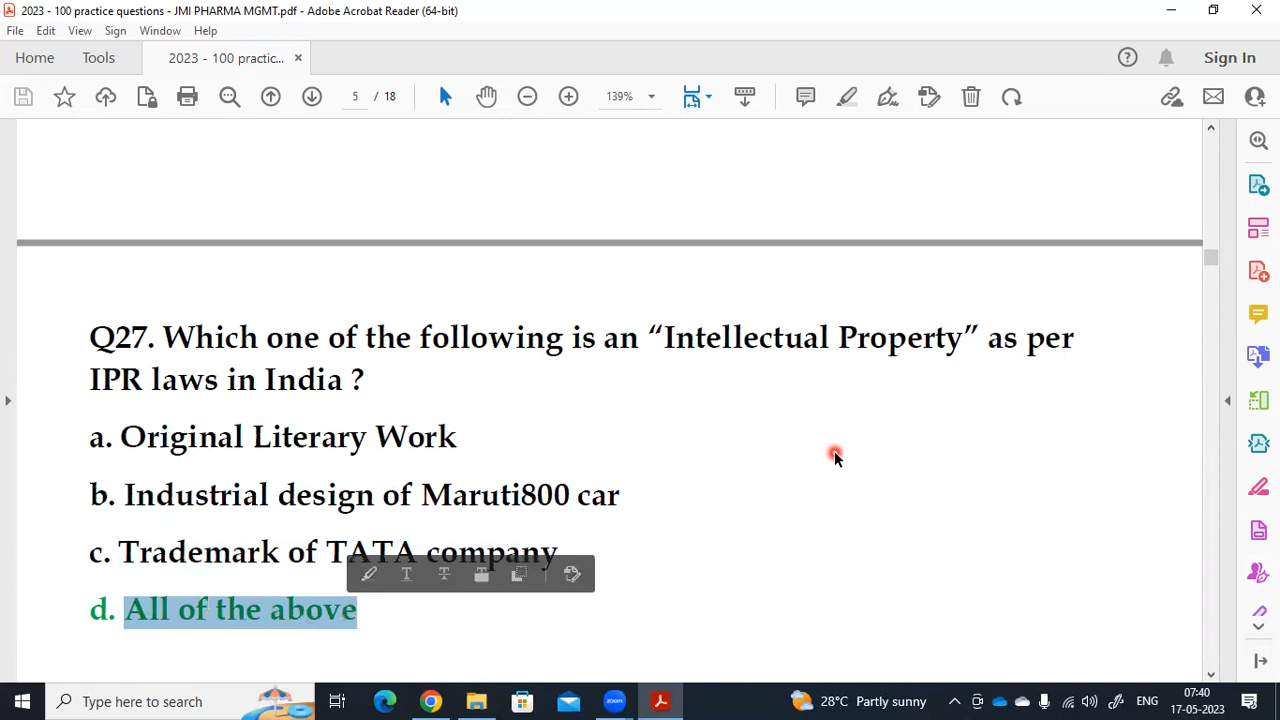 2023 - 100 practice questions - JMI PHARMA MGMT.pdf - Adobe Acrobat Reader (64-bit)
File Edit View Sign Window Help
Home Tools 2023 - 100 practic... ×
Sign In
5 / 18 139%
Q27. Which one of the following is an “Intellectual Property” as per
IPR laws in India ?
a. Original Literary Work
b. Industrial design of Maruti800 car
c. Trademark of TATA company
d. All of the above
Type here to search
zoom
28°C Partly sunny
ENG
07:40
17-05-2023